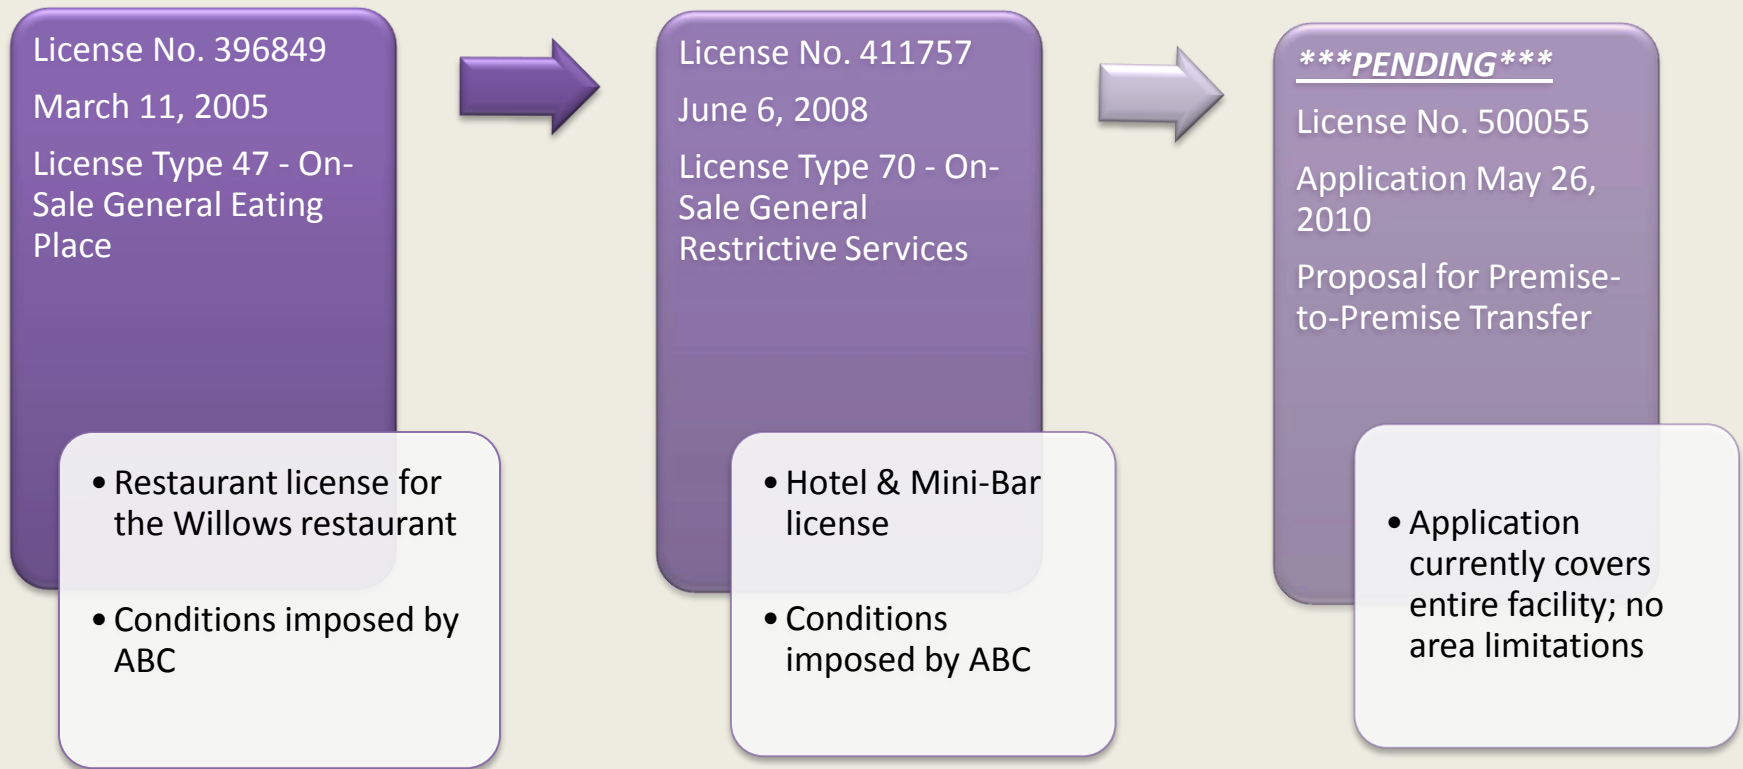 License No. 396849
March 11, 2005
License Type 47 - On-
Sale General Eating
Place
• Restaurant license for
the Willows restaurant
• Conditions imposed by
ABC
License No. 411757
June 6, 2008
License Type 70 - On-
Sale General
Restrictive Services
• Hotel & Mini-Bar
license
• Conditions
imposed by ABC
***PENDING***
License No. 500055
Application May 26,
2010
Proposal for Premise-
to-Premise Transfer
• Application
currently covers
entire facility; no
area limitations